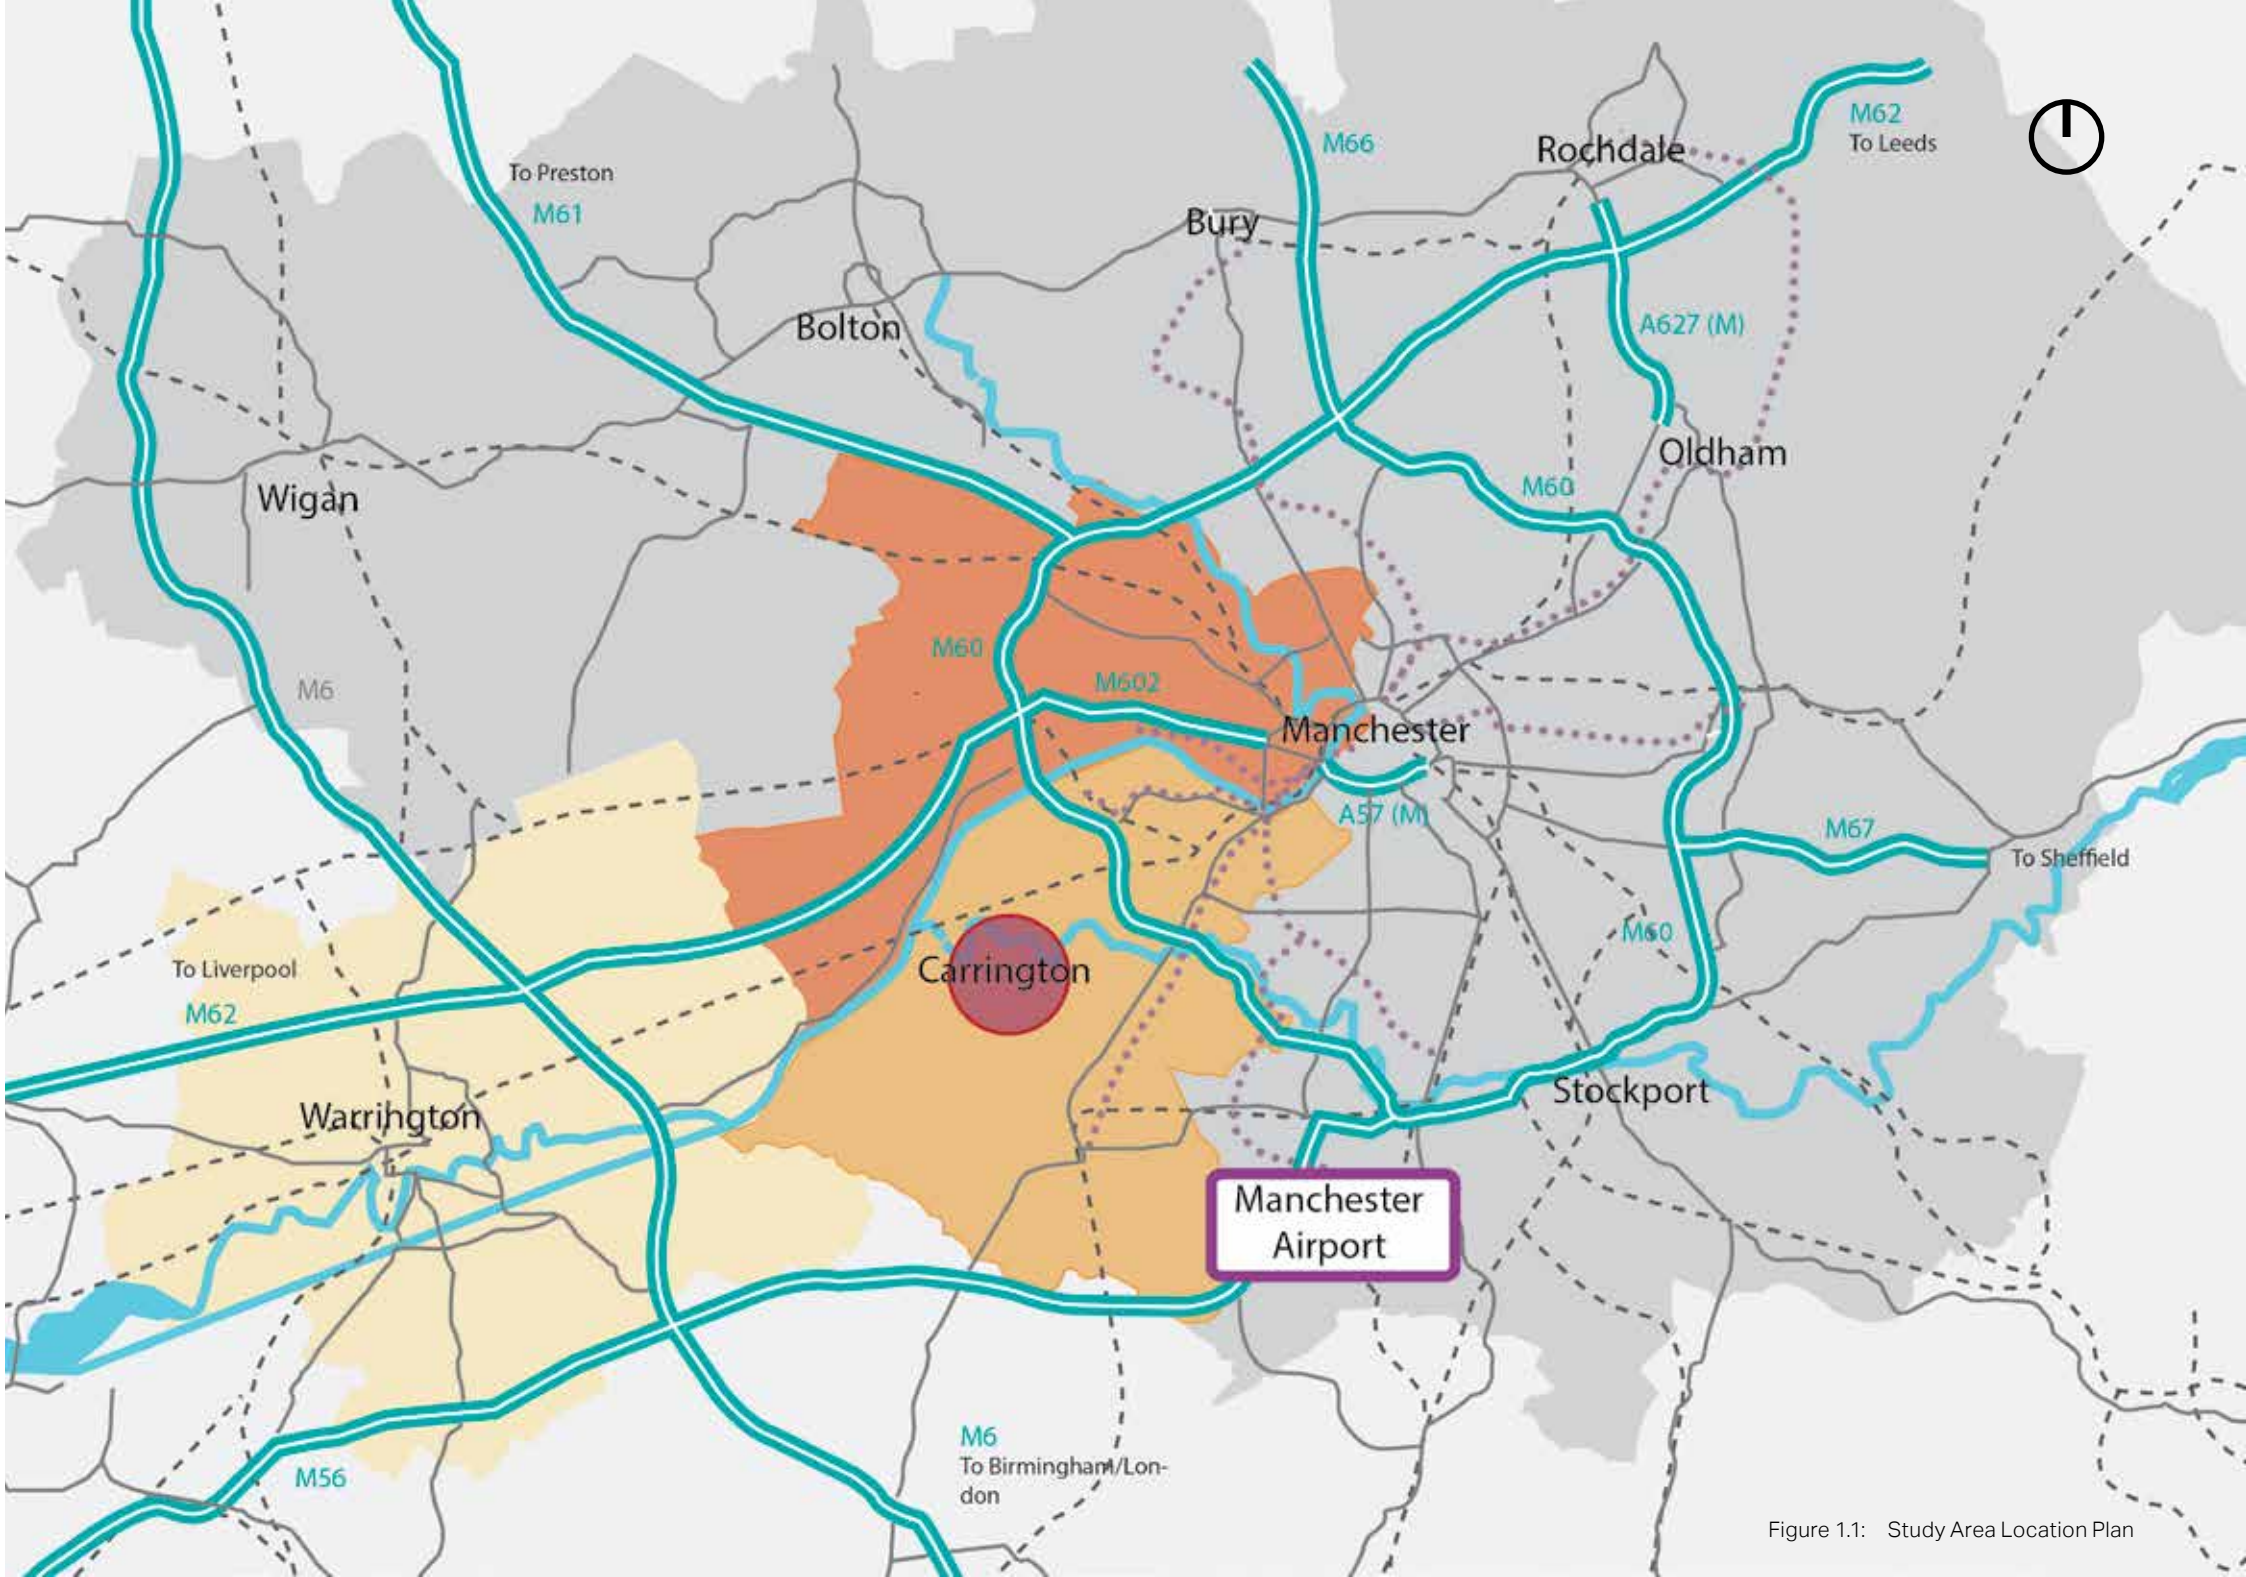 M62
To Leeds
M66
Rochdale
To Preston
M61
Bury
Bolton
A627 (M)
Oldham
M60
Wigan
M60
M602
M6
Manchester
A57 (M)
M67
To Sheffield
M60
To Liverpool
M62
Carrington
Stockport
Warrington
Manchester
Airport
M6
To Birmingham/Lon-
don
M56
Figure 1.1: Study Area Location Plan